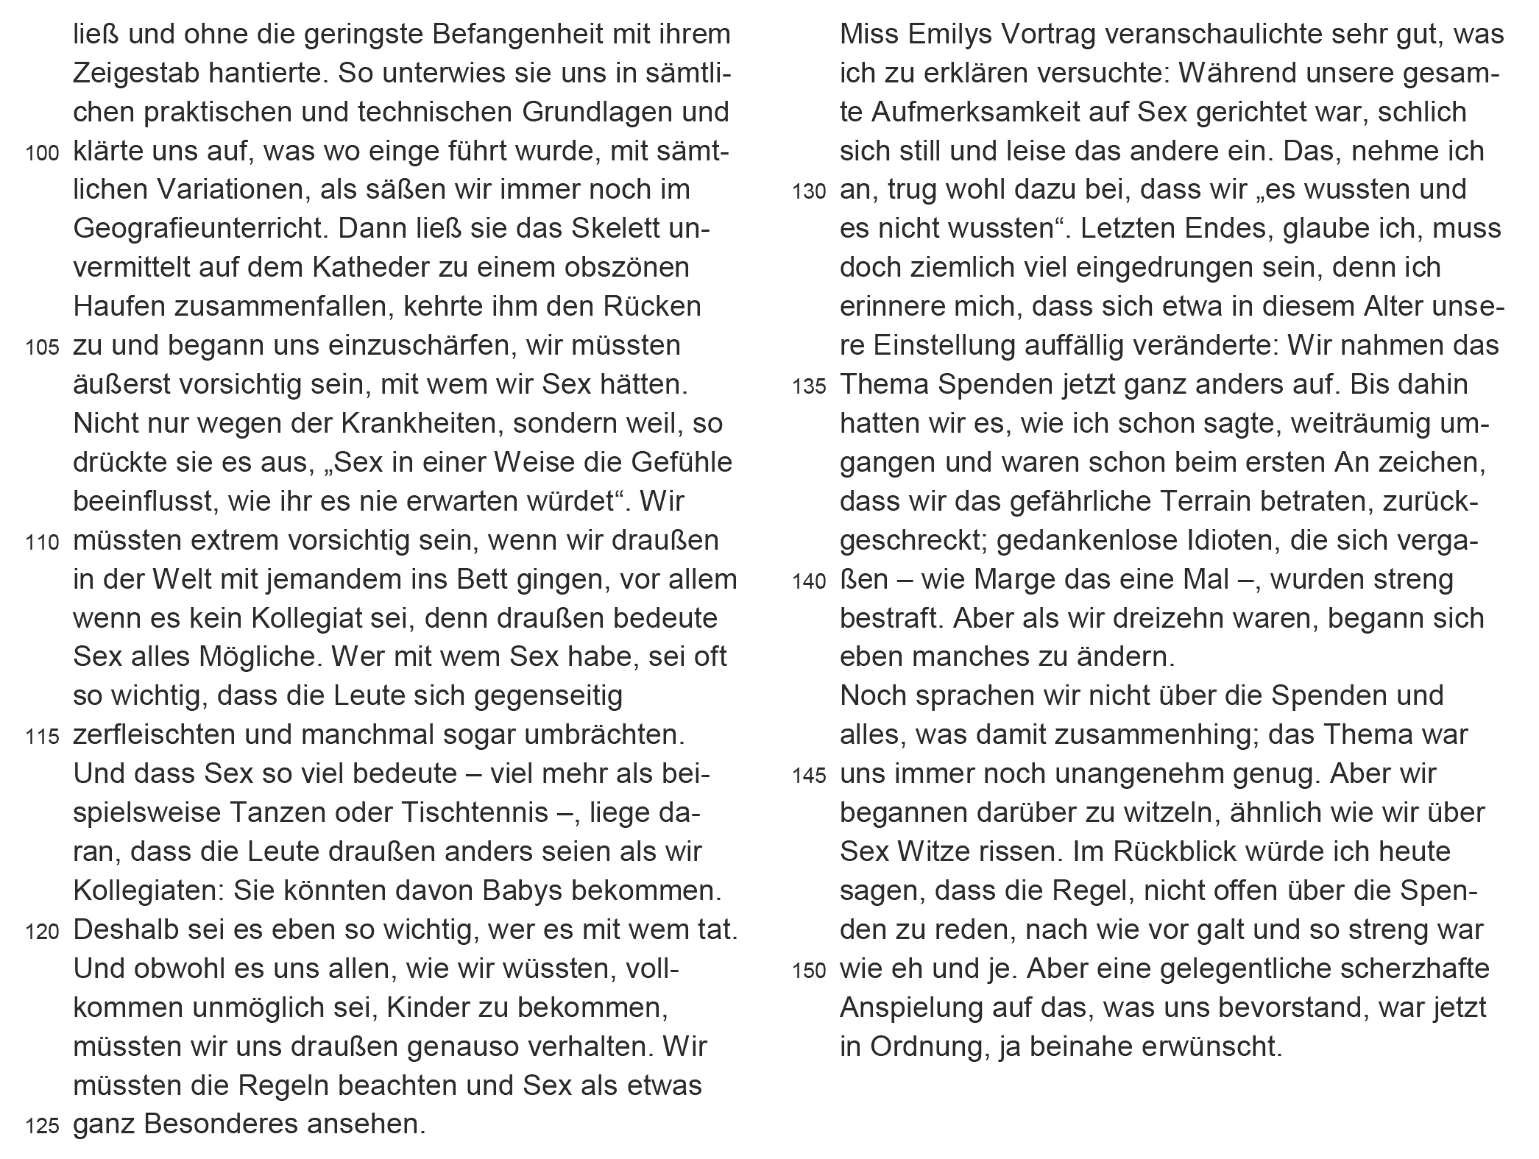 ließ und ohne die geringste Befangenheit mit ihrem
Zeigestab hantierte. So unterwies sie uns in sämtli-
chen praktischen und technischen Grundlagen und
100 klärte uns auf, was wo einge führt wurde, mit sämt-
lichen Variationen, als säßen wir immer noch im
Geografieunterricht. Dann ließ sie das Skelett un-
vermittelt auf dem Katheder zu einem obszönen
Haufen zusammenfallen, kehrte ihm den Rücken
105 zu und begann uns einzuschärfen, wir müssten
äußerst vorsichtig sein, mit wem wir Sex hätten.
Nicht nur wegen der Krankheiten, sondern weil, so
drückte sie es aus, „Sex in einer Weise die Gefühle
beeinflusst, wie ihr es nie erwarten würdet“. Wir
110 müssten extrem vorsichtig sein, wenn wir draußen
in der Welt mit jemandem ins Bett gingen, vor allem
wenn es kein Kollegiat sei, denn draußen bedeute
Sex alles Mögliche. Wer mit wem Sex habe, sei oft
so wichtig, dass die Leute sich gegenseitig
115 zerfleischten und manchmal sogar umbrächten.
Und dass Sex so viel bedeute – viel mehr als bei-
spielsweise Tanzen oder Tischtennis –, liege da-
ran, dass die Leute draußen anders seien als wir
Kollegiaten: Sie könnten davon Babys bekommen.
120 Deshalb sei es eben so wichtig, wer es mit wem tat.
Und obwohl es uns allen, wie wir wüssten, voll-
kommen unmöglich sei, Kinder zu bekommen,
müssten wir uns draußen genauso verhalten. Wir
müssten die Regeln beachten und Sex als etwas
125 ganz Besonderes ansehen.
Miss Emilys Vortrag veranschaulichte sehr gut, was
ich zu erklären versuchte: Während unsere gesam-
te Aufmerksamkeit auf Sex gerichtet war, schlich
sich still und leise das andere ein. Das, nehme ich
130 an, trug wohl dazu bei, dass wir „es wussten und
es nicht wussten“. Letzten Endes, glaube ich, muss
doch ziemlich viel eingedrungen sein, denn ich
erinnere mich, dass sich etwa in diesem Alter unse-
re Einstellung auffällig veränderte: Wir nahmen das
135 Thema Spenden jetzt ganz anders auf. Bis dahin
hatten wir es, wie ich schon sagte, weiträumig um-
gangen und waren schon beim ersten An zeichen,
dass wir das gefährliche Terrain betraten, zurück-
geschreckt; gedankenlose Idioten, die sich verga-
140 ßen – wie Marge das eine Mal –, wurden streng
bestraft. Aber als wir dreizehn waren, begann sich
eben manches zu ändern.
Noch sprachen wir nicht über die Spenden und
alles, was damit zusammenhing; das Thema war
145 uns immer noch unangenehm genug. Aber wir
begannen darüber zu witzeln, ähnlich wie wir über
Sex Witze rissen. Im Rückblick würde ich heute
sagen, dass die Regel, nicht offen über die Spen-
den zu reden, nach wie vor galt und so streng war
150 wie eh und je. Aber eine gelegentliche scherzhafte
Anspielung auf das, was uns bevorstand, war jetzt
in Ordnung, ja beinahe erwünscht.